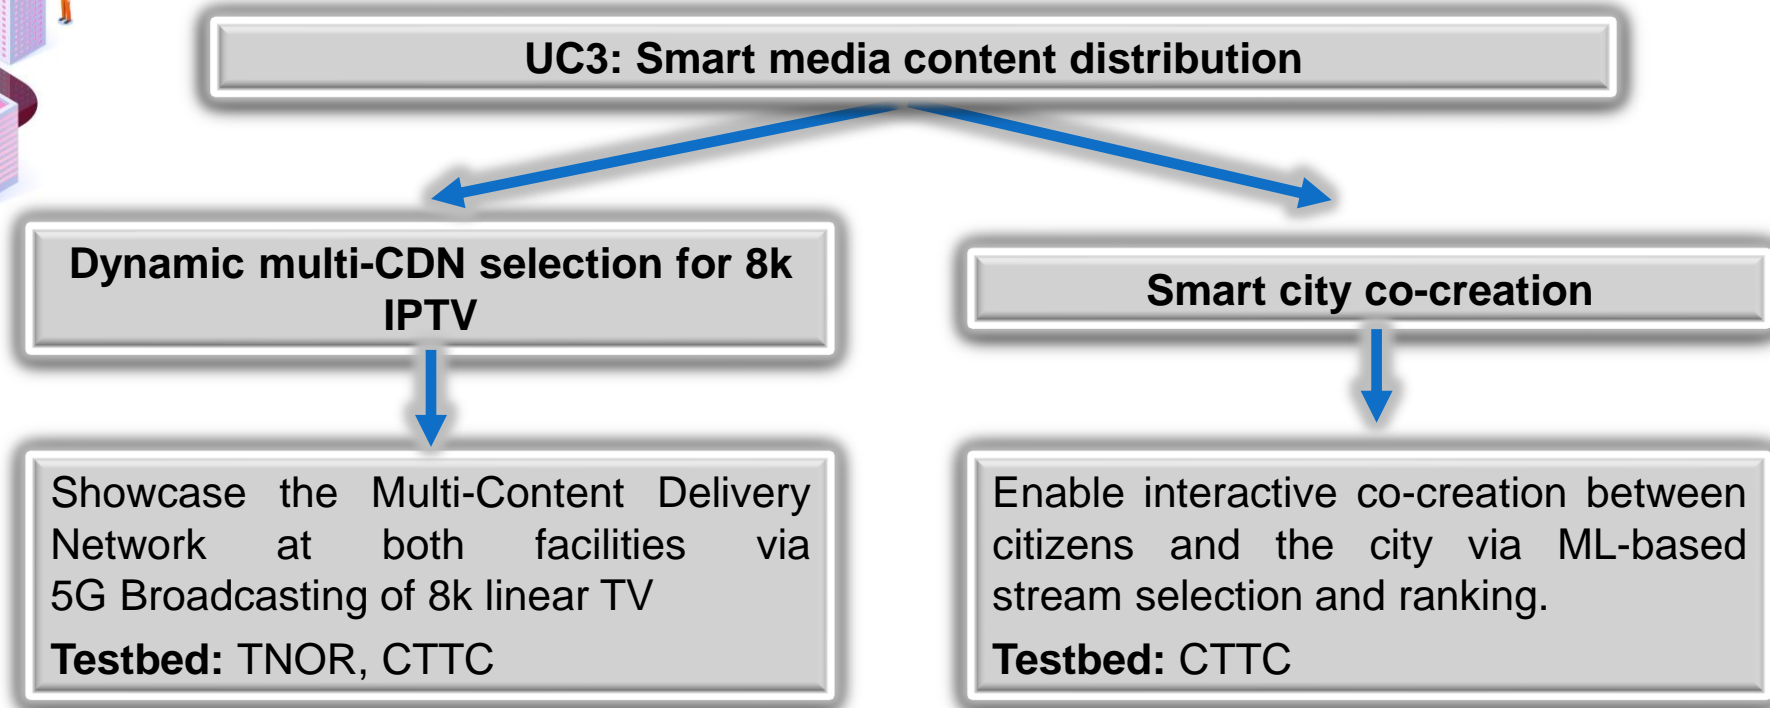 UC3: Smart media content distribution
Dynamic multi-CDN selection for 8k
IPTV
Smart city co-creation
Showcase the Multi-Content Delivery
Network at both facilities via
5G Broadcasting of 8k linear TV
Testbed: TNOR, CTTC
Enable interactive co-creation between
citizens and the city via ML-based
stream selection and ranking.
Testbed: CTTC